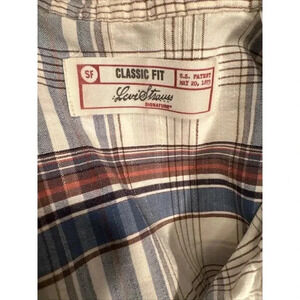 SF
CLASSIC FIT
Levi Strauss
SIGNATURE
U.S. PATENT
MAY 20, 1873